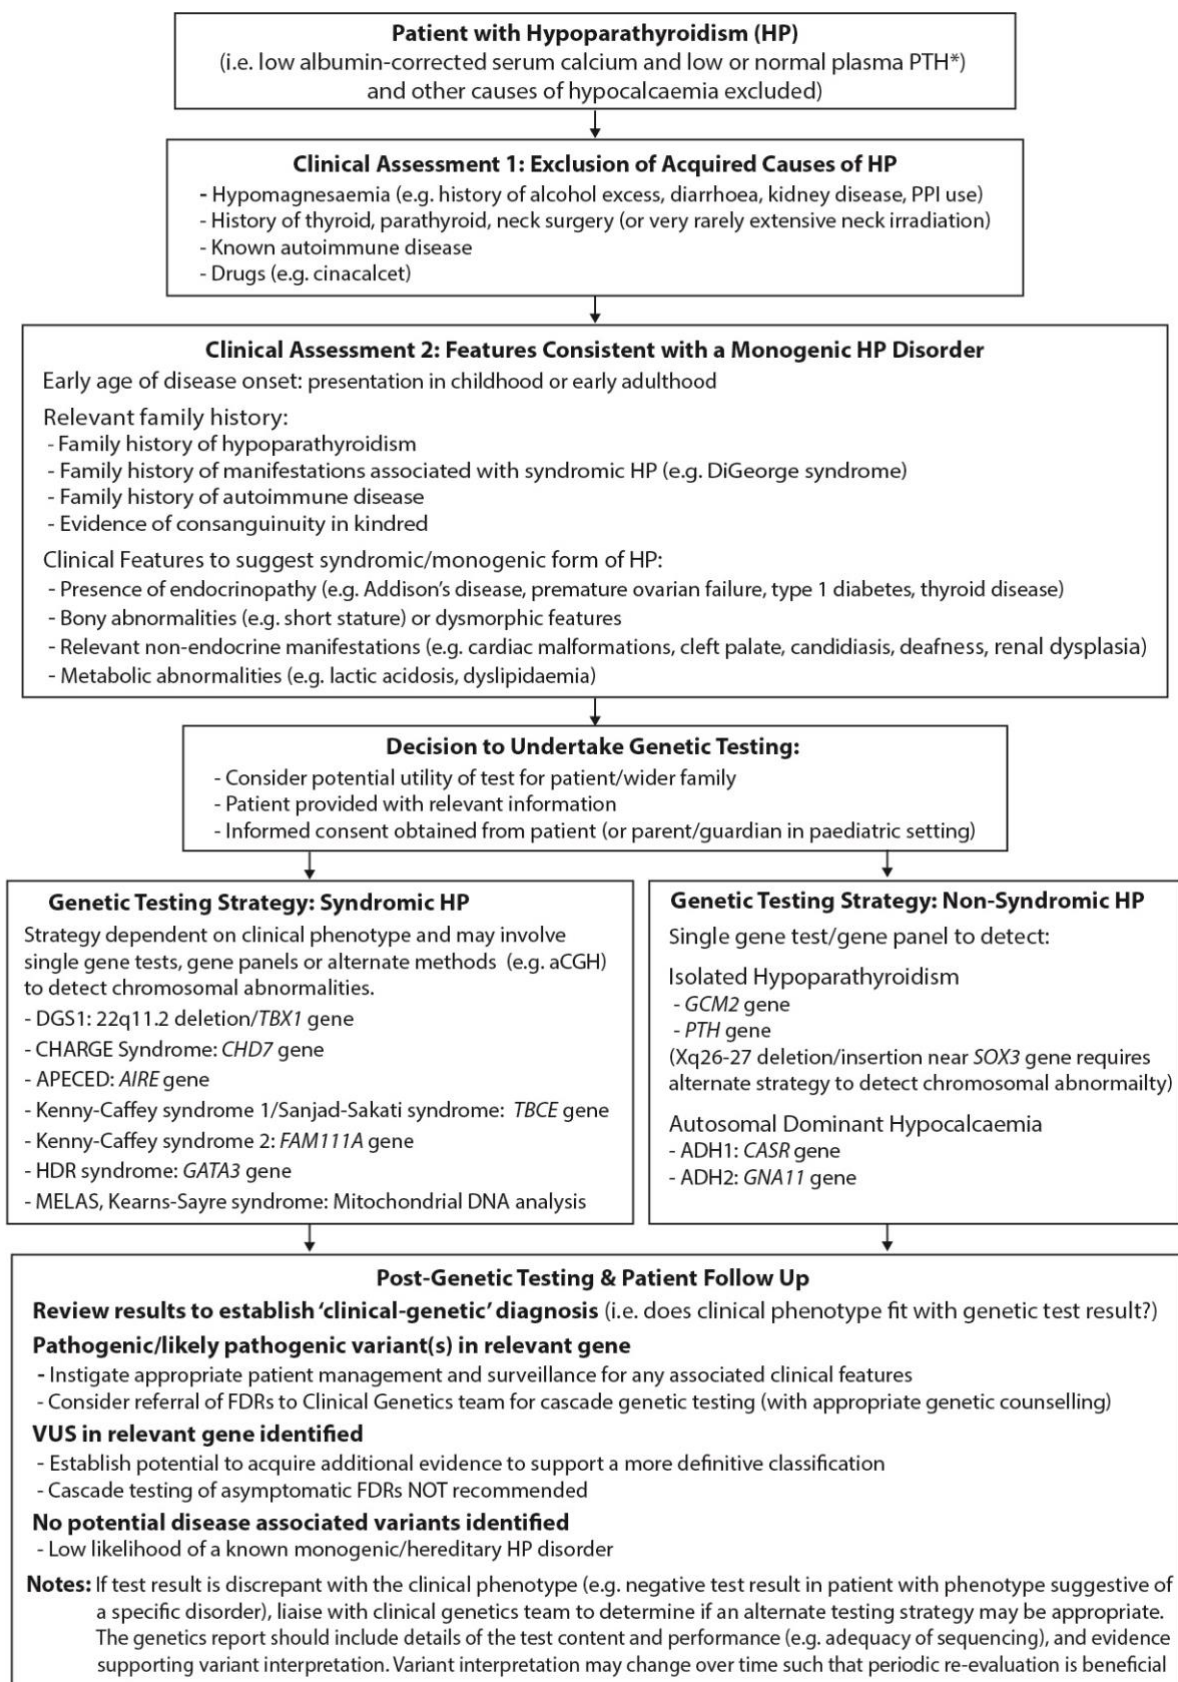 Patient with Hypoparathyroidism (HP)
(i.e. low albumin-corrected serum calcium and low or normal plasma PTH*)
and other causes of hypocalcaemia excluded)
Clinical Assessment 1: Exclusion of Acquired Causes of HP
- Hypomagnesaemia (e.g. history of alcohol excess, diarrhoea, kidney disease, PPI use)
- History of thyroid, parathyroid, neck surgery (or very rarely extensive neck irradiation)
- Known autoimmune disease
- Drugs (e.g. cinacalcet)
Clinical Assessment 2: Features Consistent with a Monogenic HP Disorder
Early age of disease onset: presentation in childhood or early adulthood
Relevant family history:
- Family history of hypoparathyroidism
- Family history of manifestations associated with syndromic HP (e.g. DiGeorge syndrome)
- Family history of autoimmune disease
- Evidence of consanguinuity in kindred
Clinical Features to suggest syndromic/monogenic form of HP:
- Presence of endocrinopathy (e.g. Addison's disease, premature ovarian failure, type 1 diabetes, thyroid disease)
- Bony abnormalities (e.g. short stature) or dysmorphic features
- Relevant non-endocrine manifestations (e.g. cardiac malformations, cleft palate, candidiasis, deafness, renal dysplasia)
- Metabolic abnormalities (e.g. lactic acidosis, dyslipidaemia)
Decision to Undertake Genetic Testing:
- Consider potential utility of test for patient/wider family
- Patient provided with relevant information
- Informed consent obtained from patient (or parent/guardian in paediatric setting)
Genetic Testing Strategy: Syndromic HP
Strategy dependent on clinical phenotype and may involve
single gene tests, gene panels or alternate methods (e.g. aCGH)
to detect chromosomal abnormalities.
- DGS1: 22q11.2 deletion/TBX1 gene
- CHARGE Syndrome: CHD7 gene
- APECED: AIRE gene
- Kenny-Caffey syndrome 1/Sanjad-Sakati syndrome: TBCE gene
- Kenny-Caffey syndrome 2: FAM111A gene
- HDR syndrome: GATA3 gene
- MELAS, Kearns-Sayre syndrome: Mitochondrial DNA analysis
Genetic Testing Strategy: Non-Syndromic HP
Single gene test/gene panel to detect:
Isolated Hypoparathyroidism
- GCM2 gene
- PTH gene
(Xq26-27 deletion/insertion near SOX3 gene requires
alternate strategy to detect chromosomal abnormailty)
Autosomal Dominant Hypocalcaemia
- ADH1: CASR gene
- ADH2: GNA11 gene
Post-Genetic Testing & Patient Follow Up
Review results to establish 'clinical-genetic' diagnosis (i.e. does clinical phenotype fit with genetic test result?)
Pathogenic/likely pathogenic variant(s) in relevant gene
- Instigate appropriate patient management and surveillance for any associated clinical features
- Consider referral of FDRs to Clinical Genetics team for cascade genetic testing (with appropriate genetic counselling)
VUS in relevant gene identified
- Establish potential to acquire additional evidence to support a more definitive classification
- Cascade testing of asymptomatic FDRs NOT recommended
No potential disease associated variants identified
- Low likelihood of a known monogenic/hereditary HP disorder
Notes: If test result is discrepant with the clinical phenotype (e.g. negative test result in patient with phenotype suggestive of
a specific disorder), liaise with clinical genetics team to determine if an alternate testing strategy may be appropriate.
The genetics report should include details of the test content and performance (e.g. adequacy of sequencing), and evidence
supporting variant interpretation. Variant interpretation may change over time such that periodic re-evaluation is beneficial